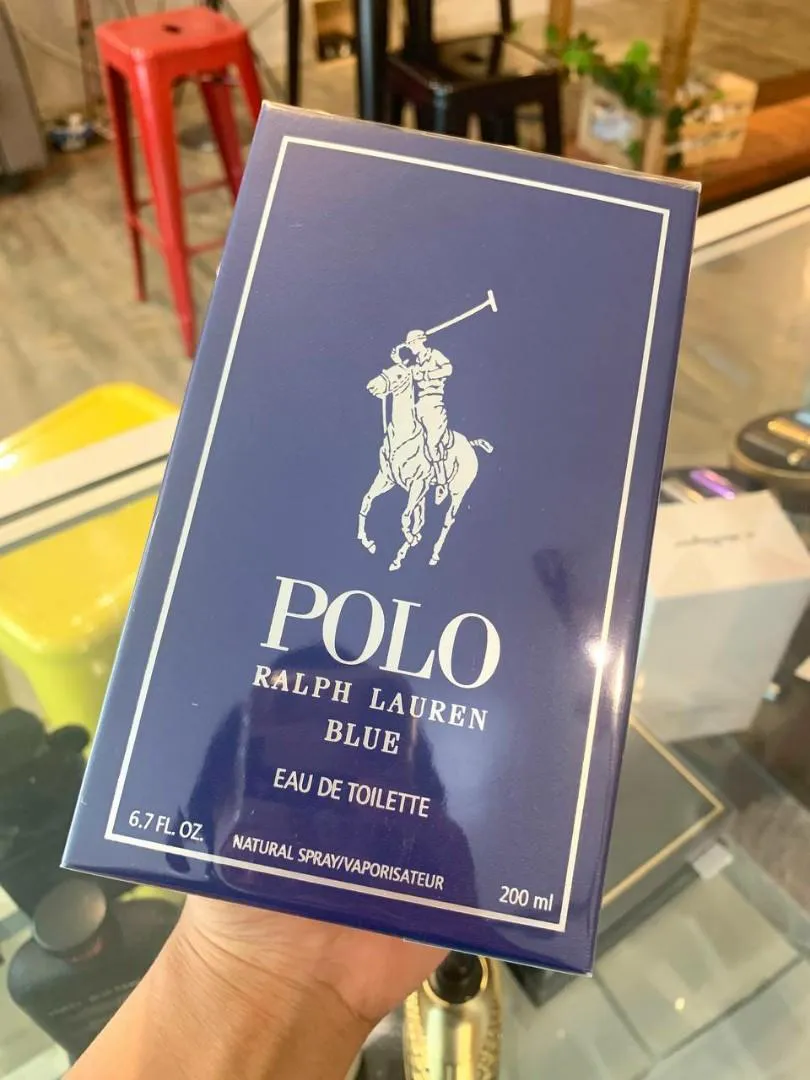 POLO
RALPH LAUREN
BLUE
EAU DE TOILETTE
6.7 FL. OZ.
NATURAL SPRAY/VAPORISATEUR
200 ml